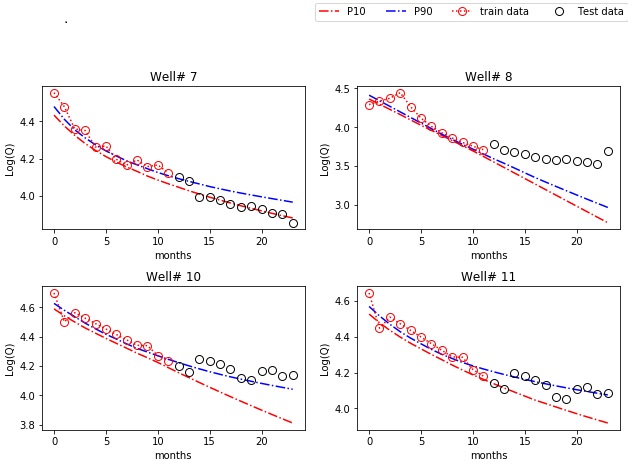 P10 P90 train data Test data
.
Well# 7
Log(Q)
4.4
4.2
4.0
0 5 10 15 20
months
Well# 8
Log(Q)
4.5
4.0
3.5
3.0
0 5 10 15 20
months
Well# 10
Log(Q)
4.6
4.4
4.2
4.0
3.8
0 5 10 15 20
months
Well# 11
Log(Q)
4.6
4.4
4.2
4.0
0 5 10 15 20
months